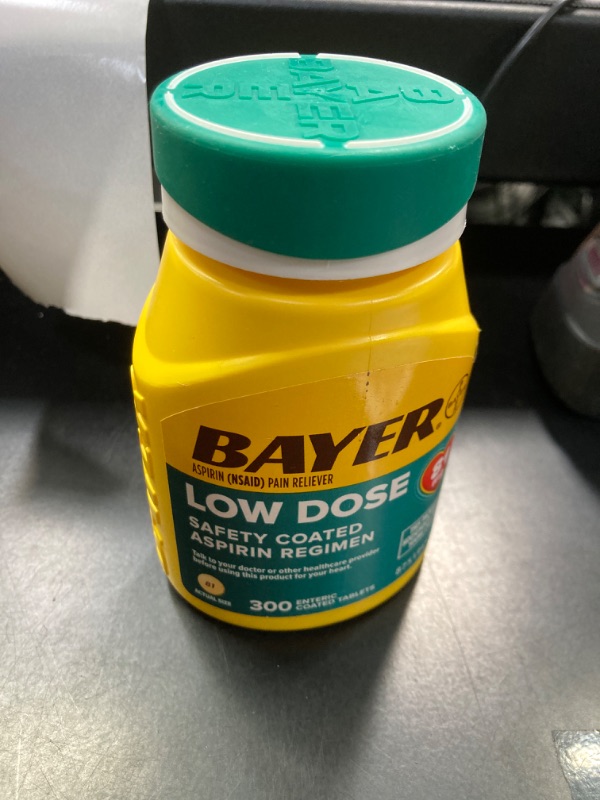 BAYER
BAYER
BAYER
ASPIRIN (NSAID) PAIN RELIEVER
LOW DOSE
SAFETY COATED
ASPIRIN REGIMEN
Talk to your doctor or other healthcare provider
before using this product for your heart.
81
ACTUAL SIZE
300 ENTERIC
COATED TABLETS